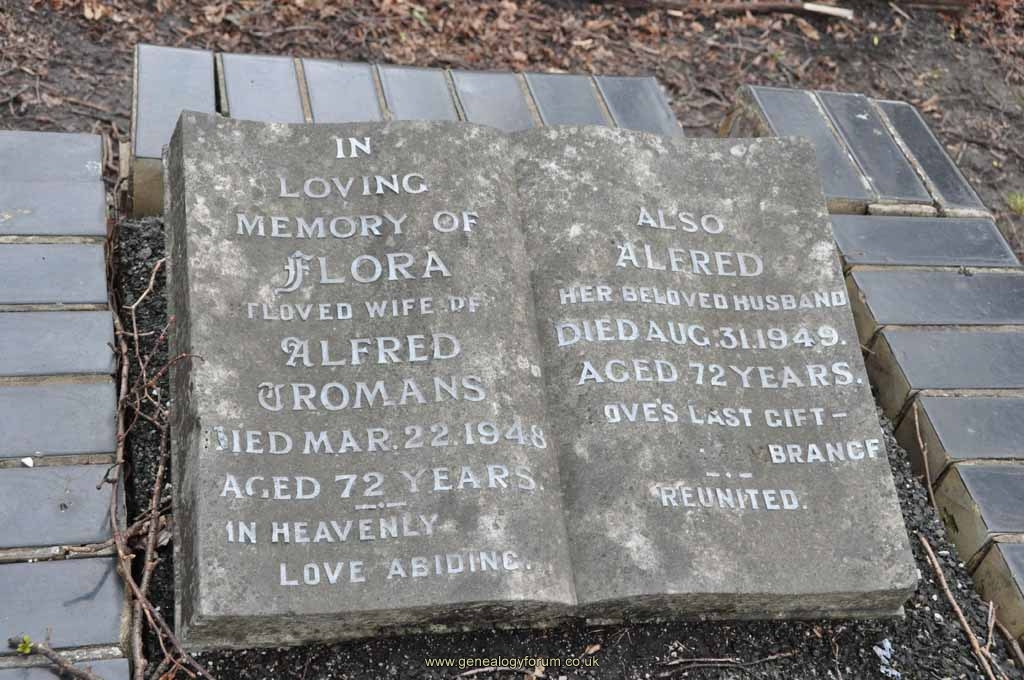 IN
LOVING
MEMORY OF
FLORA
LOVED WIFE OF
ALFRED
TROMANS
DIED MAR. 22. 1948
AGED 72 YEARS.
IN HEAVENLY
LOVE ABIDING.
ALSO
ALFRED
HER BELOVED HUSBAND
DIED AUG. 31. 1949.
AGED 72 YEARS.
OVE'S LAST GIFT —
BRANCE
REUNITED.
www.genealogyforum.co.uk